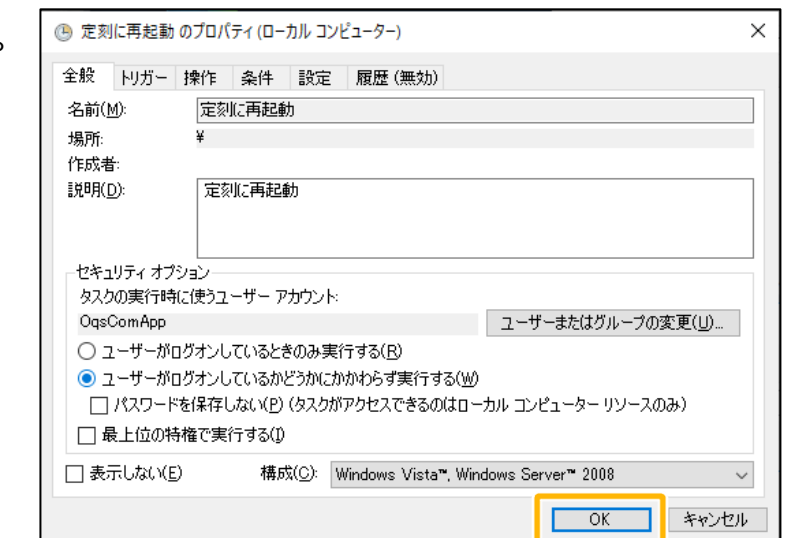 定刻に再起動 のプロパティ (ローカル コンピューター)
全般 トリガー 操作 条件 設定 履歴 (無効)
名前(M): 定刻に再起動
場所: ¥
作成者:
説明(D): 定刻に再起動
セキュリティ オプション
タスクの実行時に使うユーザー アカウント:
OqsComApp ユーザーまたはグループの変更(U)...
ユーザーがログオンしているときのみ実行する(R)
ユーザーがログオンしているかどうかにかかわらず実行する(W)
パスワードを保存しない(P) (タスクがアクセスできるのはローカル コンピューター リソースのみ)
最上位の特権で実行する(I)
表示しない(E) 構成(C): Windows Vista™, Windows Server™ 2008
OK キャンセル